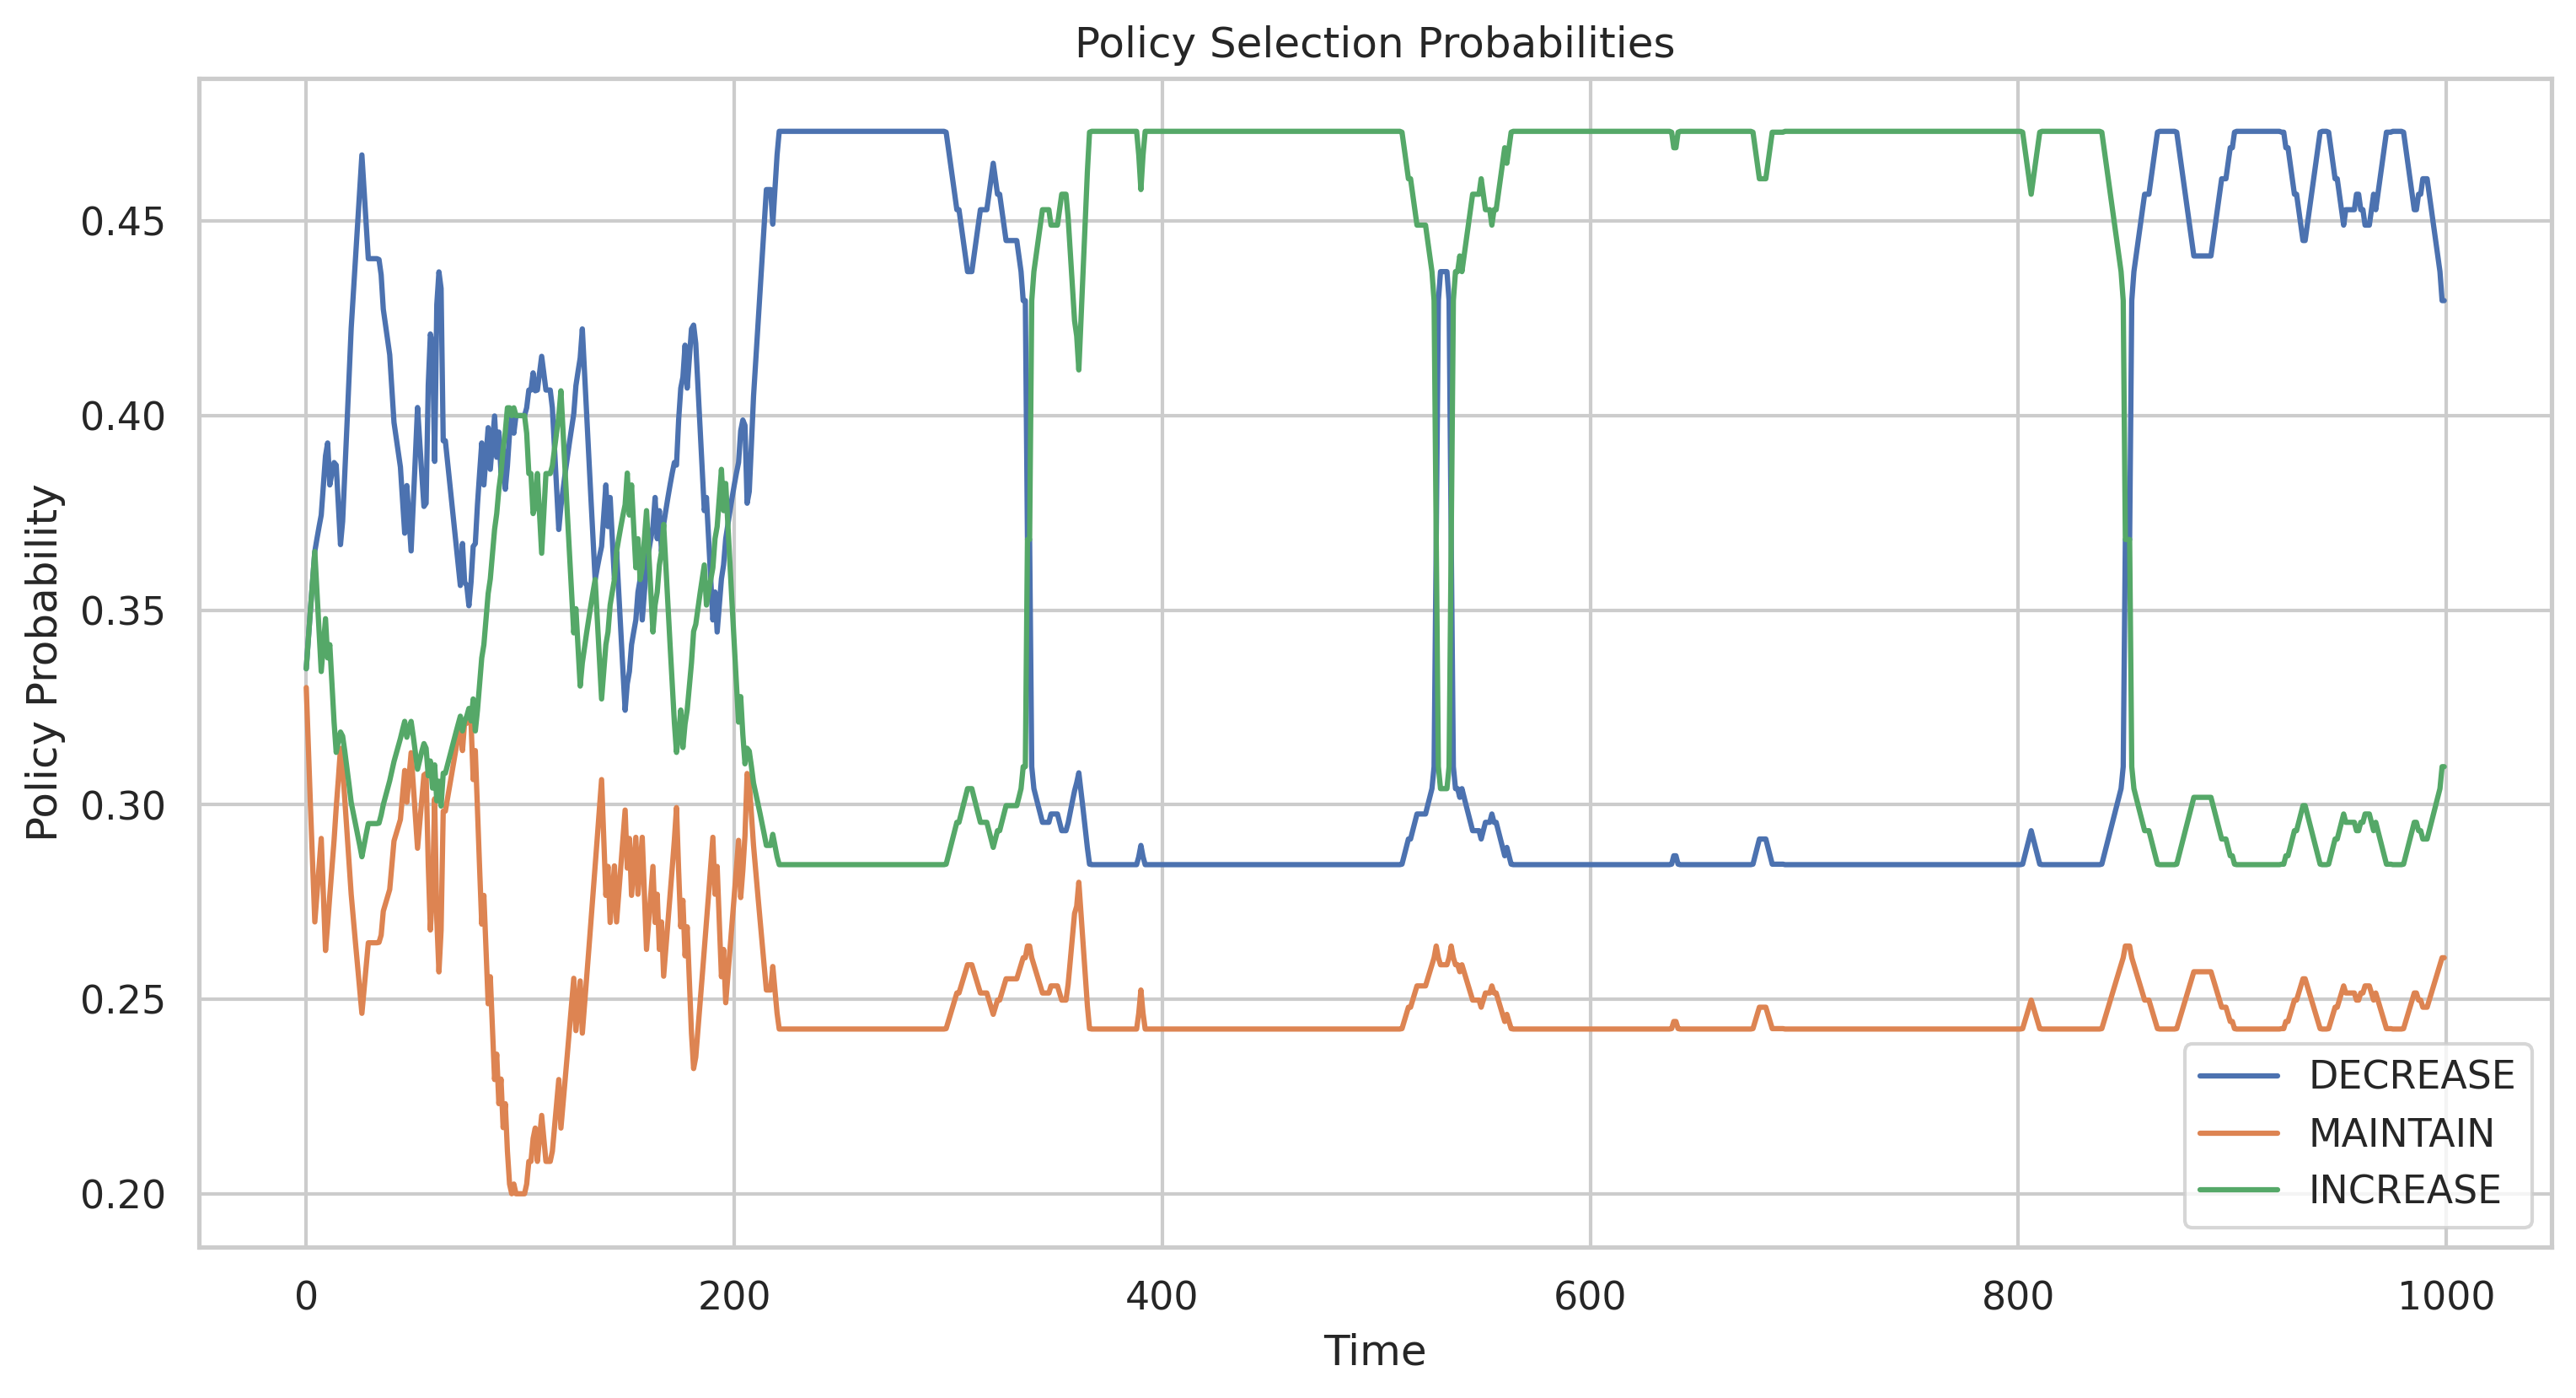 Policy Selection Probabilities
Policy Probability
0.45
0.40
0.35
0.30
0.25
0.20
0 200 400 600 800 1000
Time
DECREASE
MAINTAIN
INCREASE